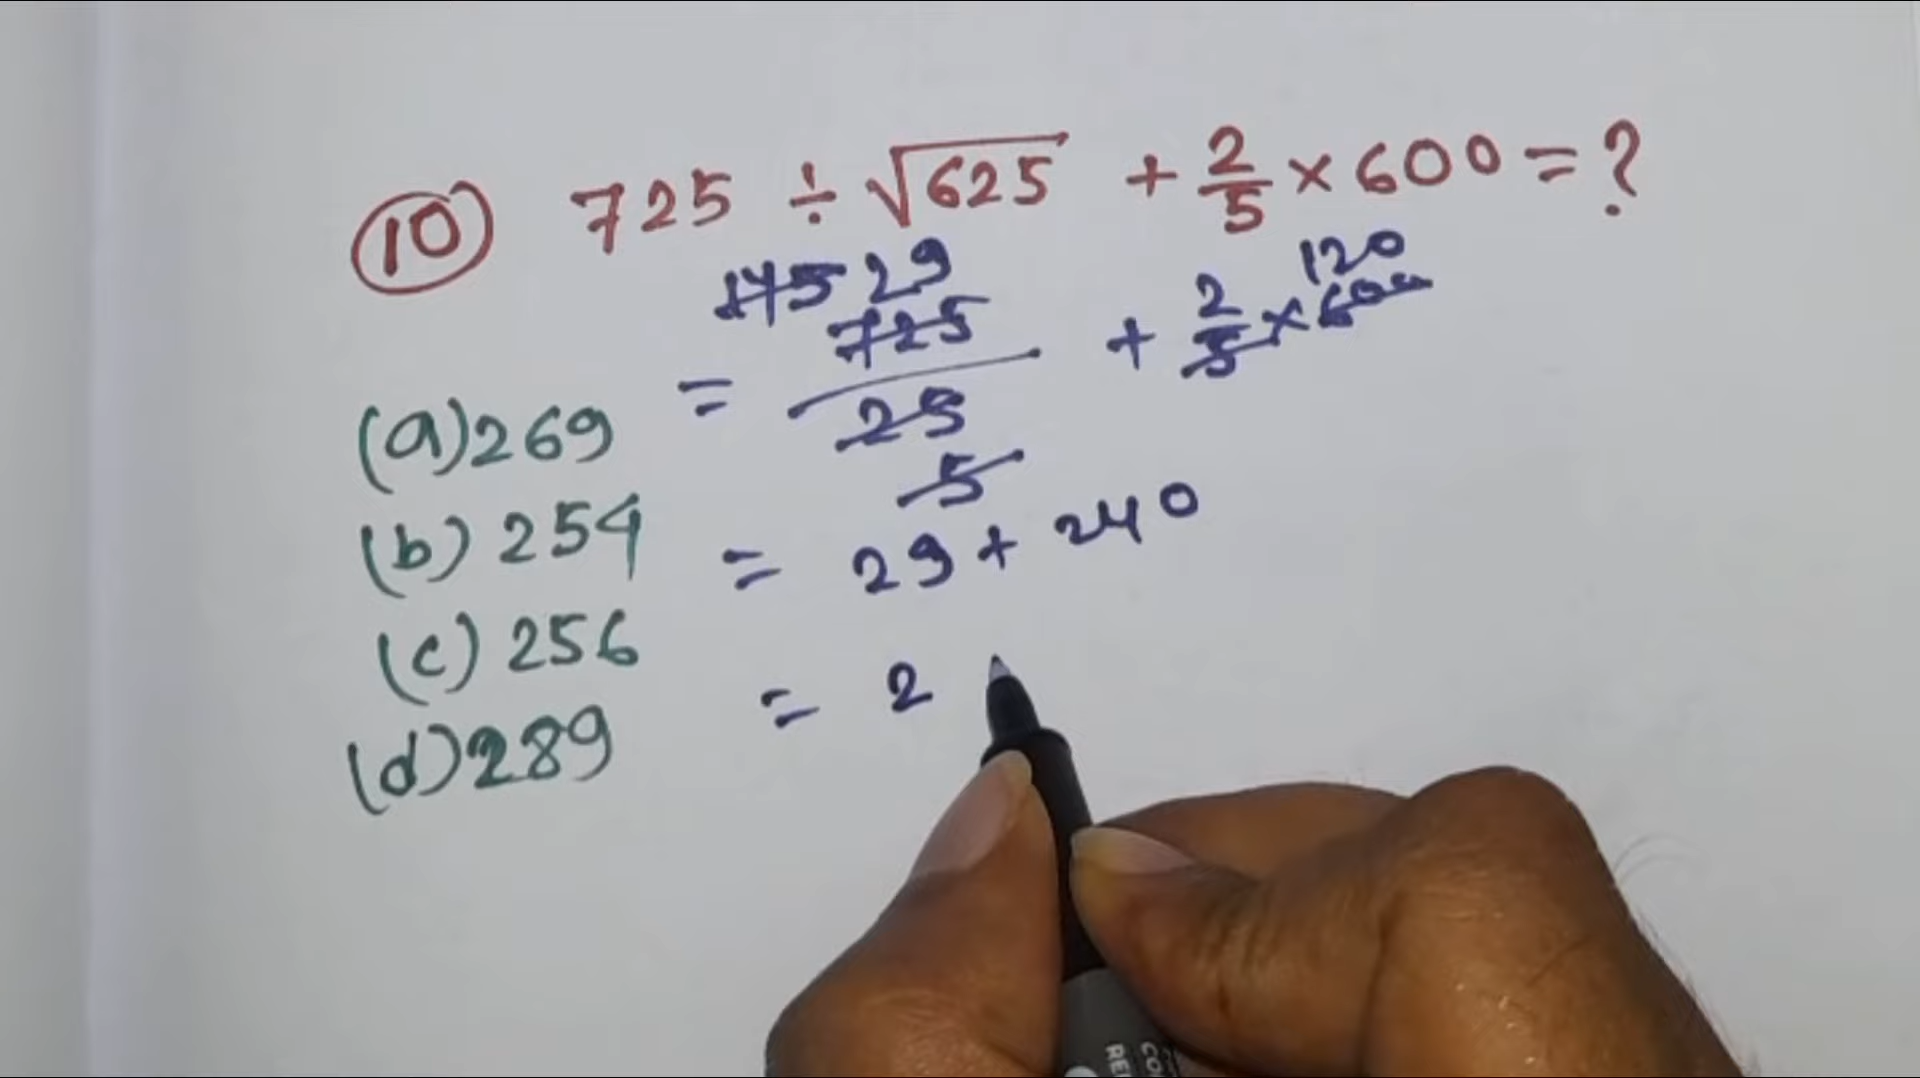 (10) 725 ÷ √625 + 2/5 × 600 = ?
145 29 120
= 725/25 + 2/5 × 600
5
= 29 + 240
= 2
(a) 269
(b) 254
(c) 256
(d) 289